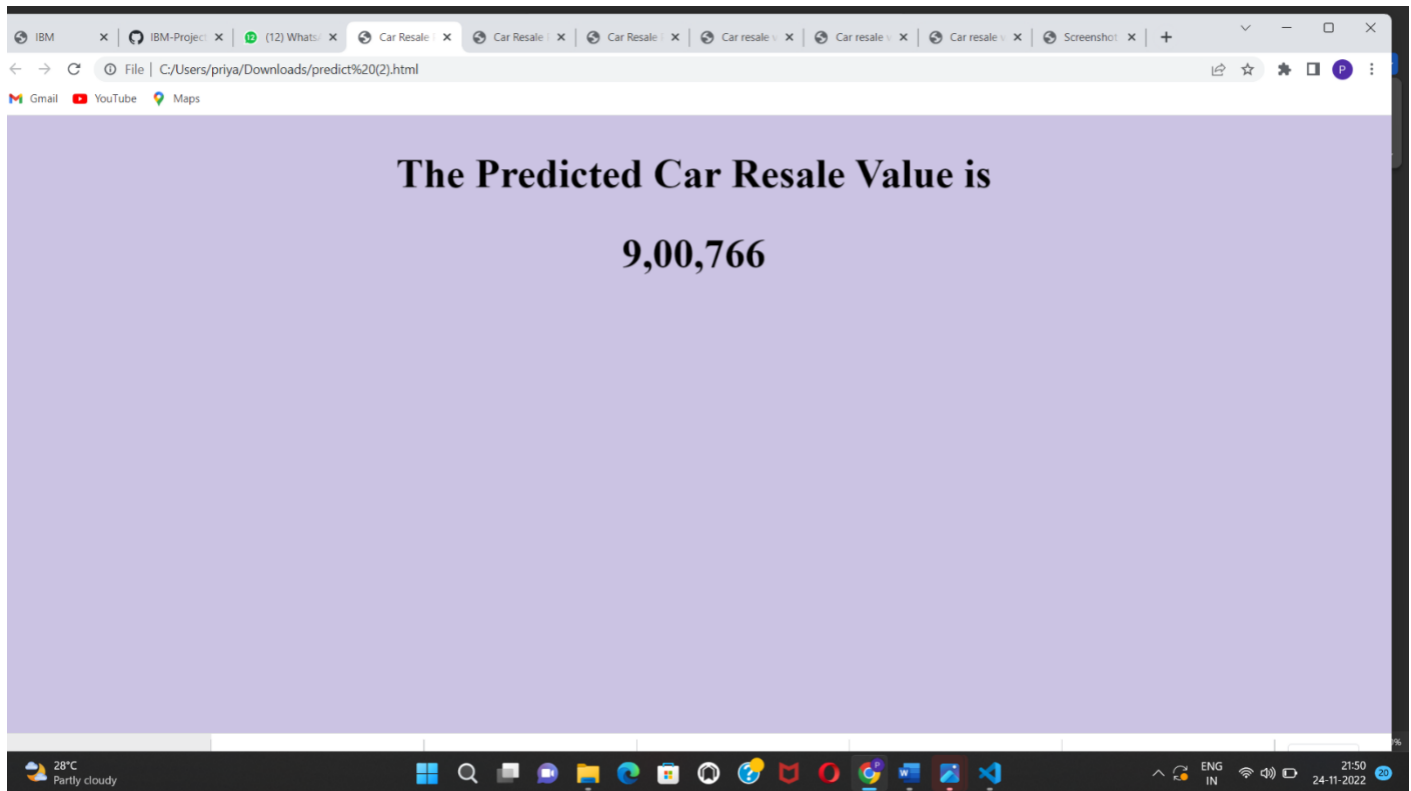 IBM IBM-Project (12) Whats Car Resale Car Resale Car Resale Car resale v Car resale v Car resale v Screenshot
File C:/Users/priya/Downloads/predict%20(2).html
Gmail YouTube Maps
The Predicted Car Resale Value is
9,00,766
28°C
Partly cloudy
ENG
IN
21:50
24-11-2022
20